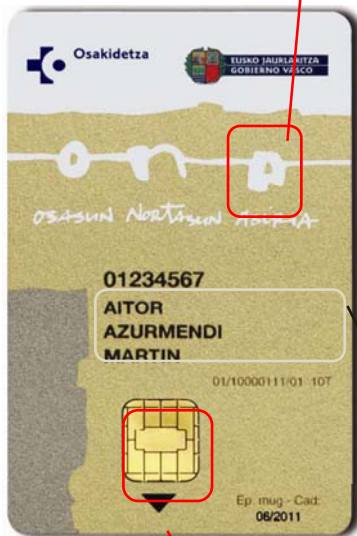 Osakidetza
EUSKO JAURLARITZA
GOBIERNO VASCO
ona
OSASUN NORTASUN AGIRIA
01234567
AITOR
AZURMENDI
MARTIN
01/10000111/01 10T
Ep. mug - Cad:
06/2011